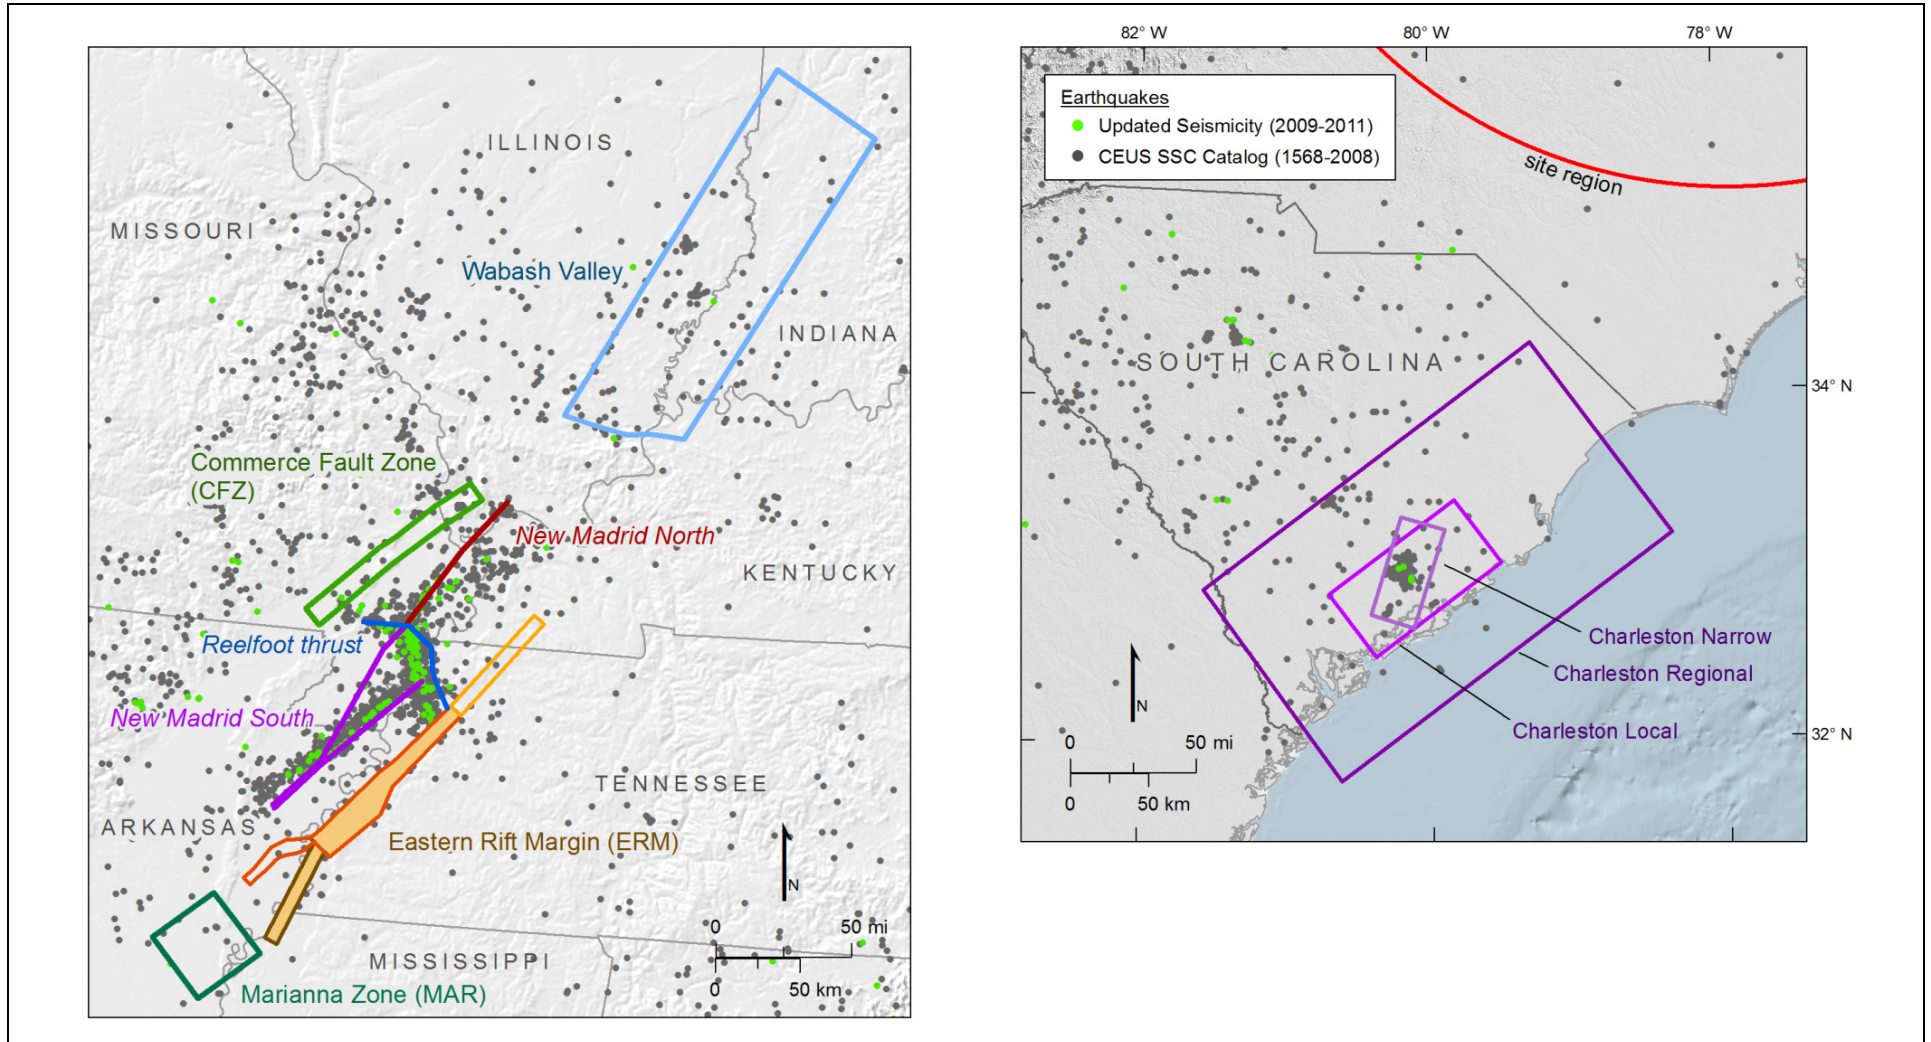 ILLINOIS
MISSOURI
Wabash Valley
INDIANA
Commerce Fault Zone
(CFZ)
New Madrid North
KENTUCKY
Reelfoot thrust
New Madrid South
TENNESSEE
ARKANSAS
Eastern Rift Margin (ERM)
N
0 50 mi
MISSISSIPPI
0 50 km
Marianna Zone (MAR)
82° W 80° W 78° W
Earthquakes
Updated Seismicity (2009-2011)
CEUS SSC Catalog (1568-2008)
site region
SOUTH CAROLINA
34° N
Charleston Narrow
Charleston Regional
N
Charleston Local
32° N
0 50 mi
0 50 km